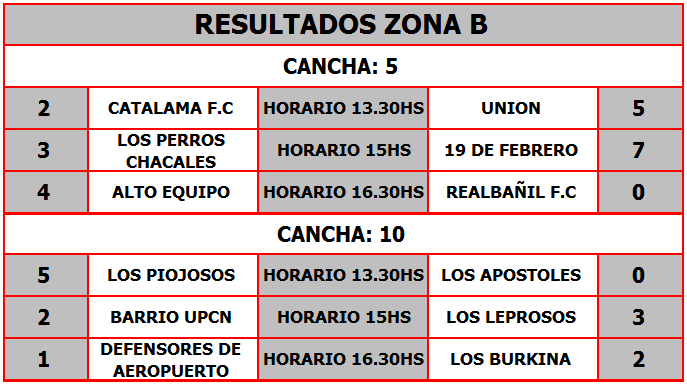 RESULTADOS ZONA B
CANCHA: 5
2 CATALAMA F.C HORARIO 13.30HS UNION 5
3 LOS PERROS CHACALES HORARIO 15HS 19 DE FEBRERO 7
4 ALTO EQUIPO HORARIO 16.30HS REALBAÑIL F.C 0
CANCHA: 10
5 LOS PIOJOSOS HORARIO 13.30HS LOS APOSTOLES 0
2 BARRIO UPCN HORARIO 15HS LOS LEPROSOS 3
1 DEFENSORES DE AEROPUERTO HORARIO 16.30HS LOS BURKINA 2